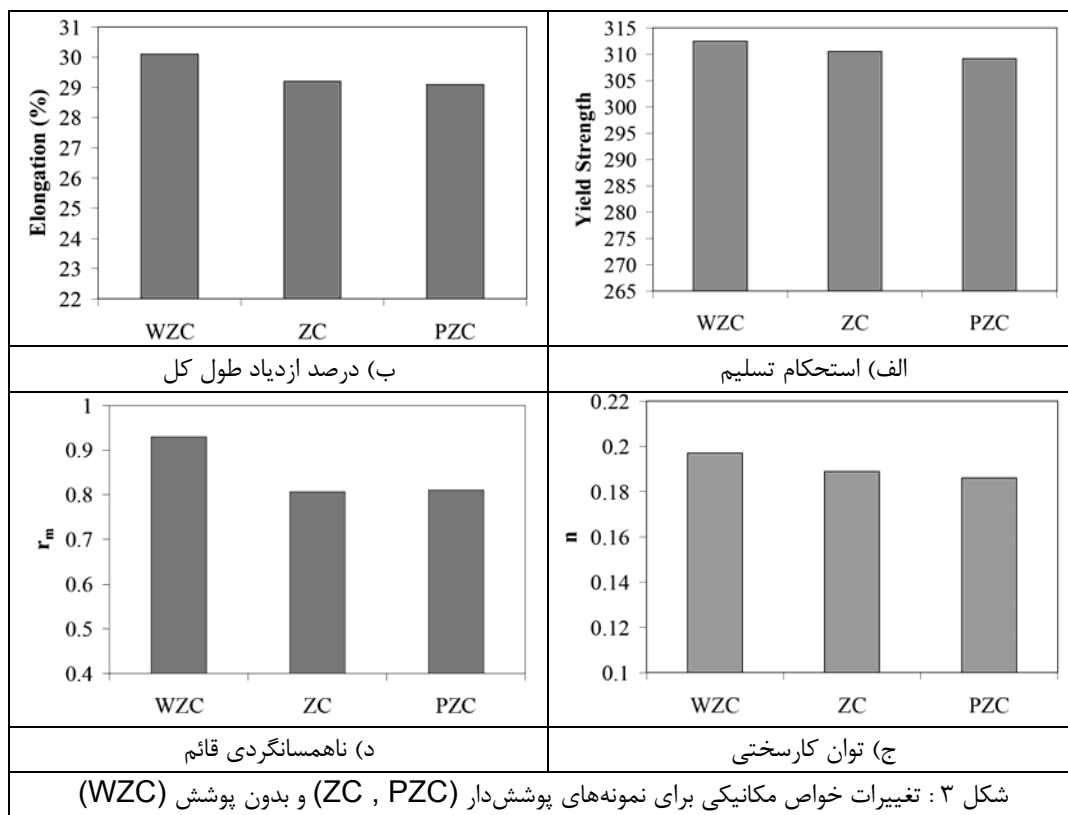 315
310
305
300
295
290
285
280
275
270
265
Yield Strength
WZC ZC PZC
الف) استحکام تسلیم
31
30
29
28
27
26
25
24
23
22
Elongation (%)
WZC ZC PZC
ب) درصد ازدیاد طول کل
0.22
0.2
0.18
0.16
0.14
0.12
0.1
n
WZC ZC PZC
ج) توان کارسختی
1
0.9
0.8
0.7
0.6
0.5
0.4
rm
WZC ZC PZC
د) ناهمسانگردی قائم
شکل ۳ : تغییرات خواص مکانیکی برای نمونه‌های پوشش‌دار (ZC , PZC) و بدون پوشش (WZC)